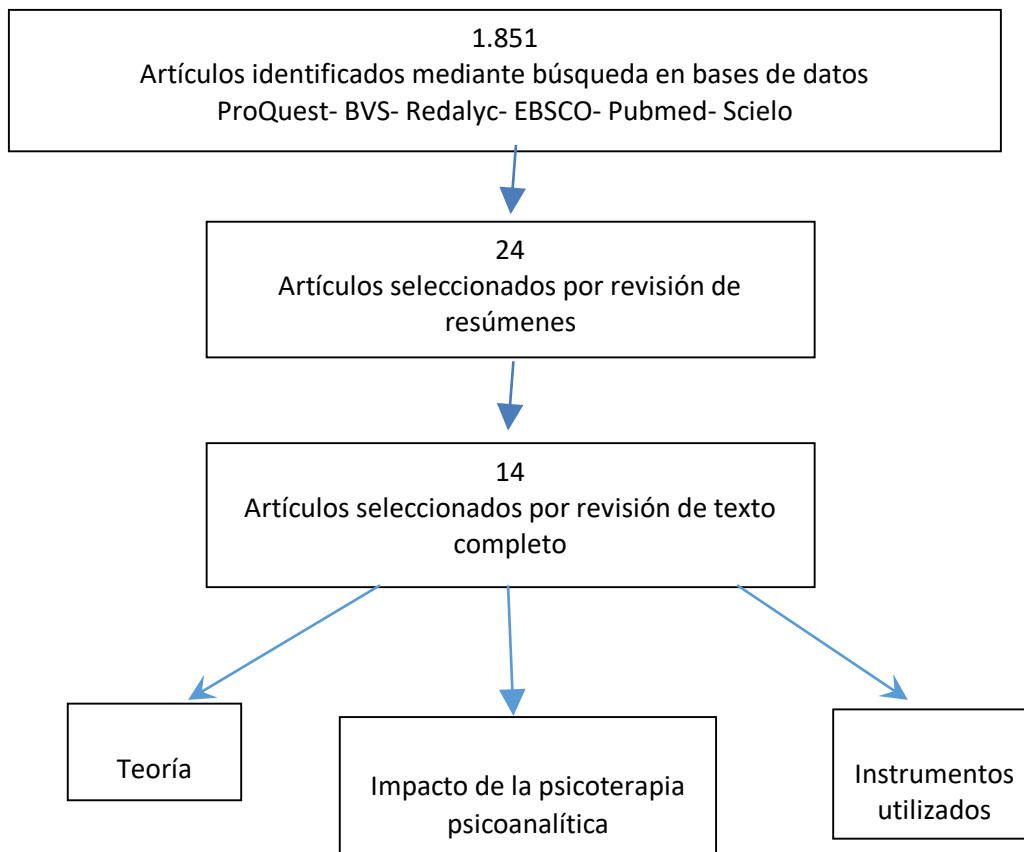 1.851
Artículos identificados mediante búsqueda en bases de datos
ProQuest- BVS- Redalyc- EBSCO- Pubmed- Scielo
24
Artículos seleccionados por revisión de
resúmenes
14
Artículos seleccionados por revisión de texto
completo
Teoría
Impacto de la psicoterapia
psicoanalítica
Instrumentos
utilizados